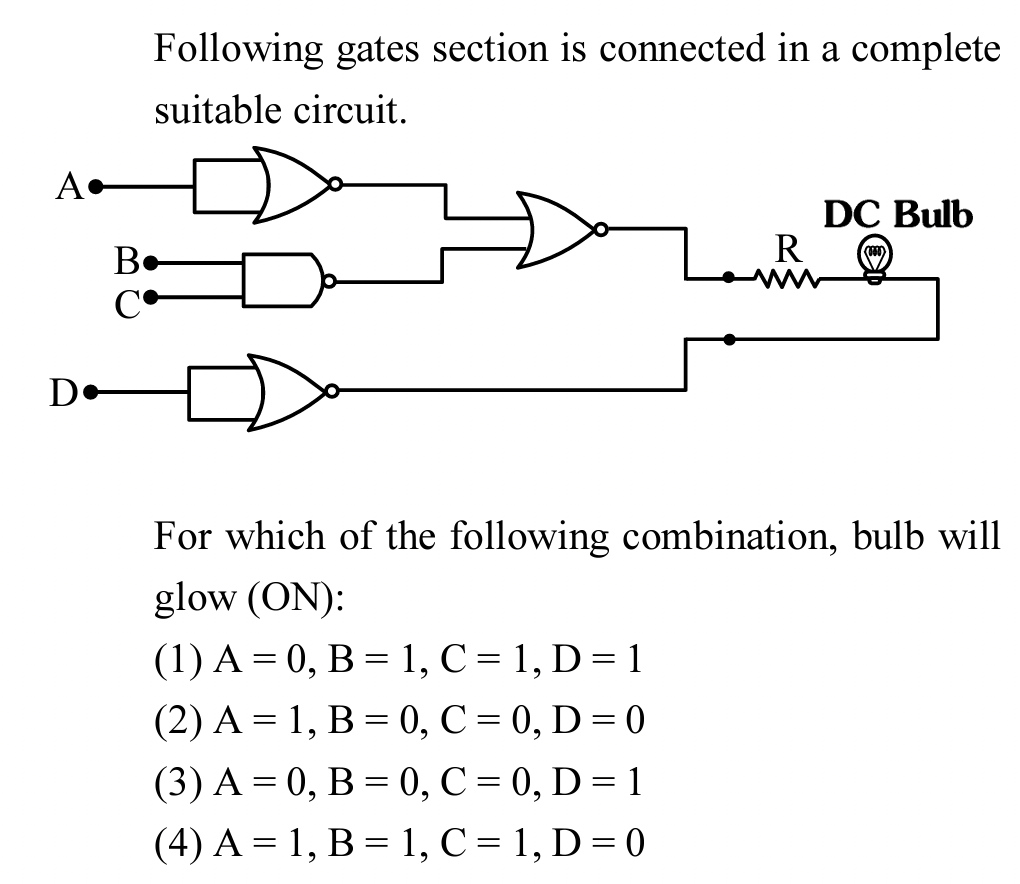 Following gates section is connected in a complete
suitable circuit.
A
DC Bulb
R
B
C
D
For which of the following combination, bulb will
glow (ON):
(1) A = 0, B = 1, C = 1, D = 1
(2) A = 1, B = 0, C = 0, D = 0
(3) A = 0, B = 0, C = 0, D = 1
(4) A = 1, B = 1, C = 1, D = 0